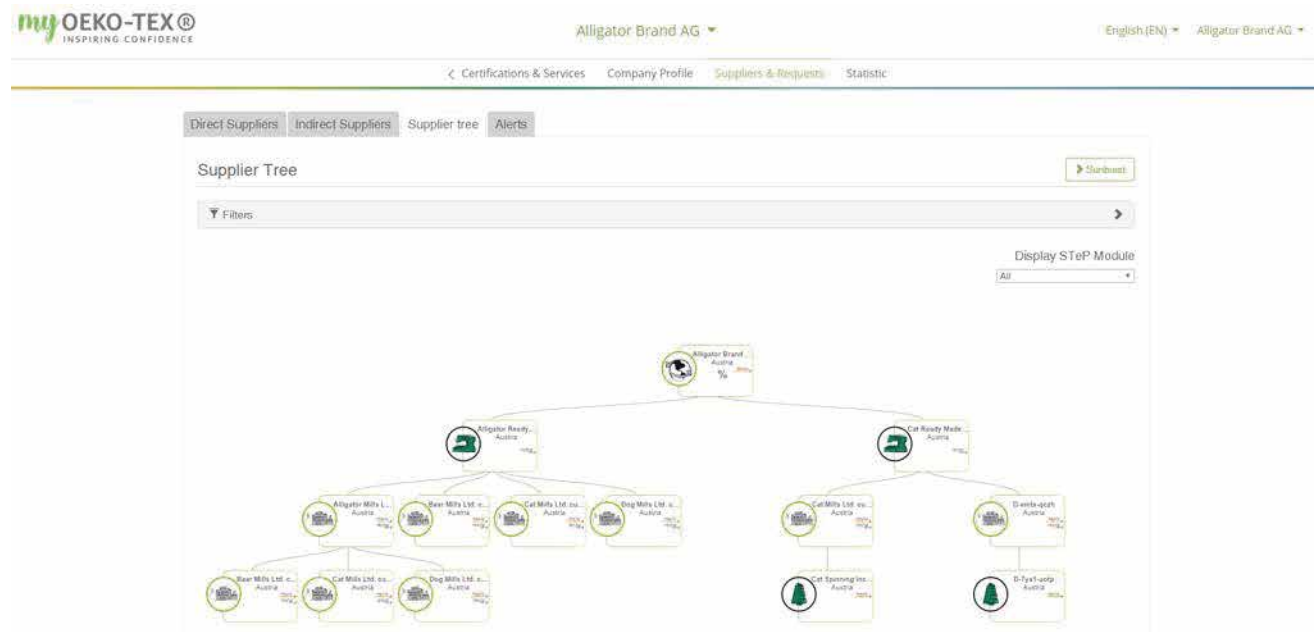 my OEKO-TEX®
INSPIRING CONFIDENCE
Alligator Brand AG
English (EN) Alligator Brand AG
Certifications & Services Company Profile Suppliers & Requests Statistic
Direct Suppliers Indirect Suppliers Supplier tree Alerts
Supplier Tree
Sunburst
Filters
Display STeP Module
All
Alligator Brand ...
Austria
%
Alligator Ready...
Austria
Cat Ready Made ...
Austria
Alligator Mills L...
Austria
Bear Mills Ltd.
Austria
Cat Mills Ltd.
Austria
Dog Mills Ltd.
Austria
Cat Mills Ltd.
Austria
Austria
Bear Mills Ltd.
Austria
Cat Mills Ltd.
Austria
Dog Mills Ltd.
Austria
Cat Spinning Inc...
Austria
Austria